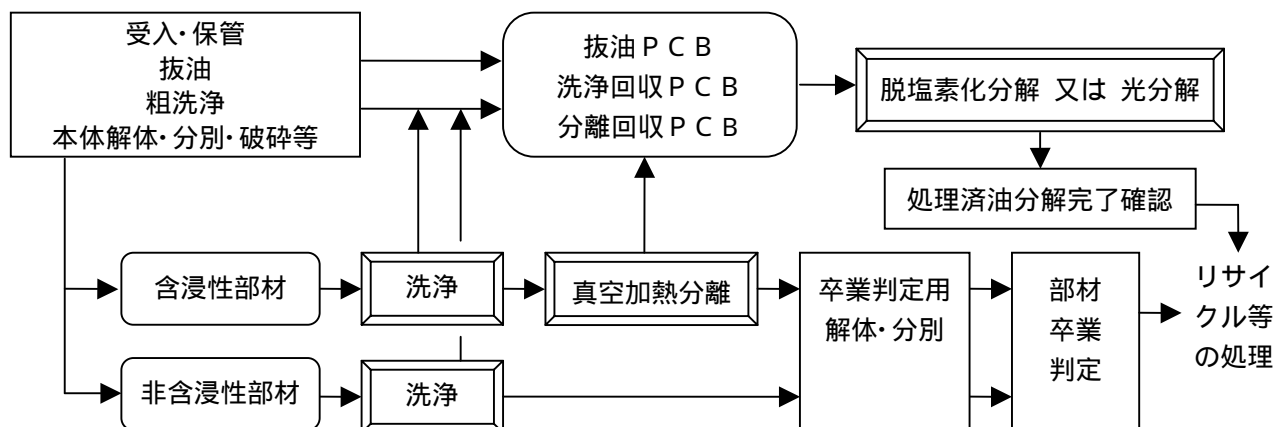 受入・保管
抜油
粗洗浄
本体解体・分別・破砕等
抜油ＰＣＢ
洗浄回収ＰＣＢ
分離回収ＰＣＢ
脱塩素化分解 又は 光分解
処理済油分解完了確認
含浸性部材
洗浄
真空加熱分離
卒業判定用
解体・分別
部材
卒業
判定
リサイ
クル等
の処理
非含浸性部材
洗浄